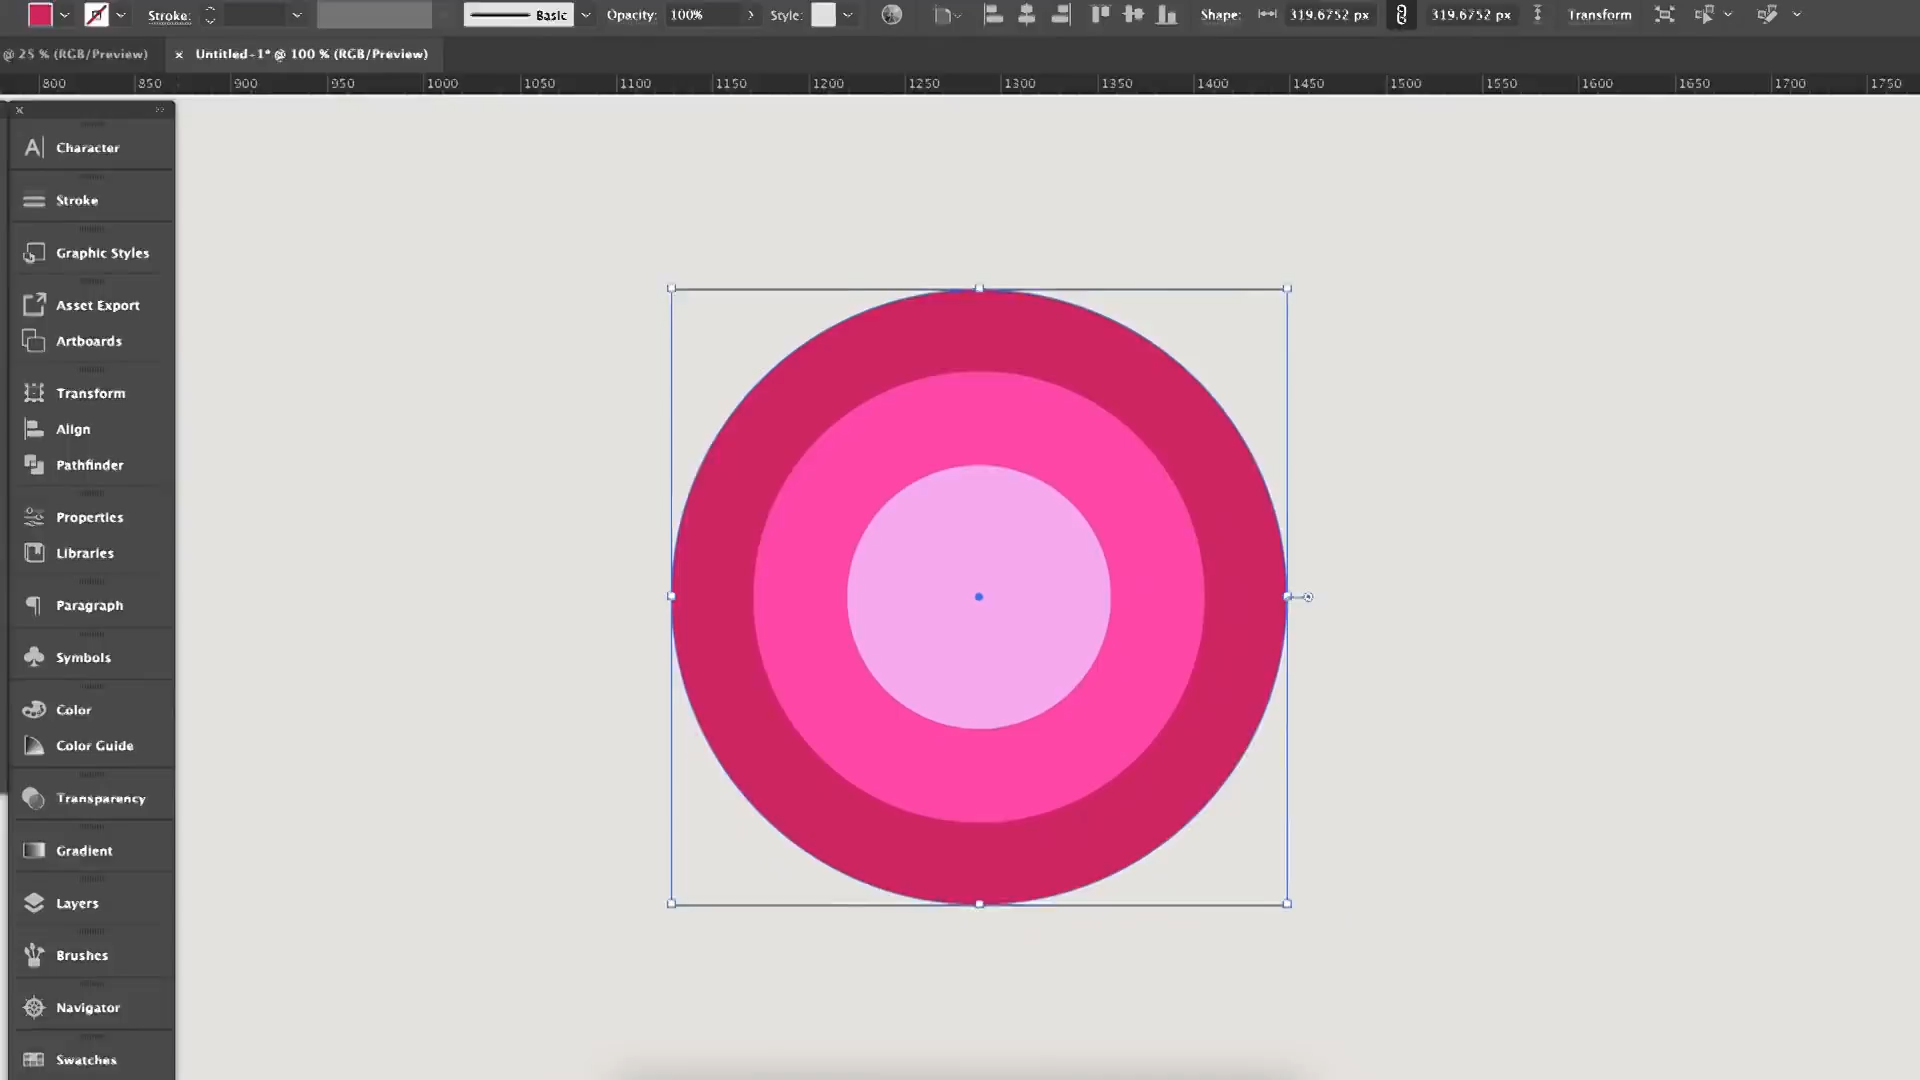 Stroke:
Basic
Opacity: 100%
Style:
Shape: 319.6752 px 319.6752 px
Transform
@ 25 % (RGB/Preview)
× Untitled-1* @ 100 % (RGB/Preview)
800 850 900 950 1000 1050 1100 1150 1200 1250 1300 1350 1400 1450 1500 1550 1600 1650 1700 1750
Character
Stroke
Graphic Styles
Asset Export
Artboards
Transform
Align
Pathfinder
Properties
Libraries
Paragraph
Symbols
Color
Color Guide
Transparency
Gradient
Layers
Brushes
Navigator
Swatches